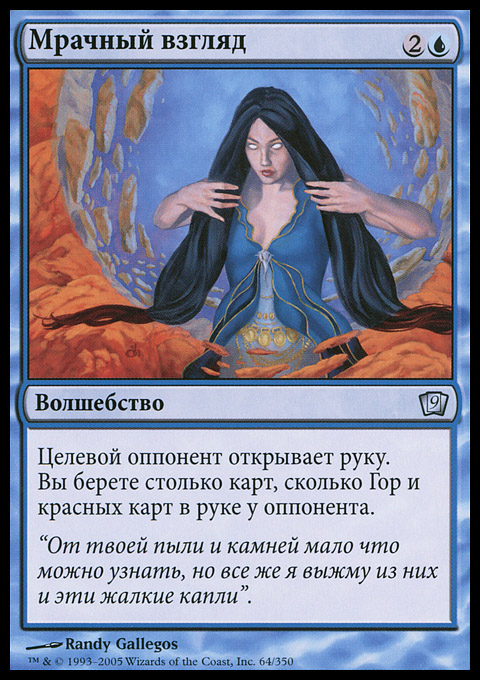 Мрачный взгляд
2
Волшебство
9
Целевой оппонент открывает руку.
Вы берете столько карт, сколько Гор и
красных карт в руке у оппонента.
“От твоей пыли и камней мало что
можно узнать, но все же я выжму из них
и эти жалкие капли”.
Randy Gallegos
™ & © 1993–2005 Wizards of the Coast, Inc. 64/350